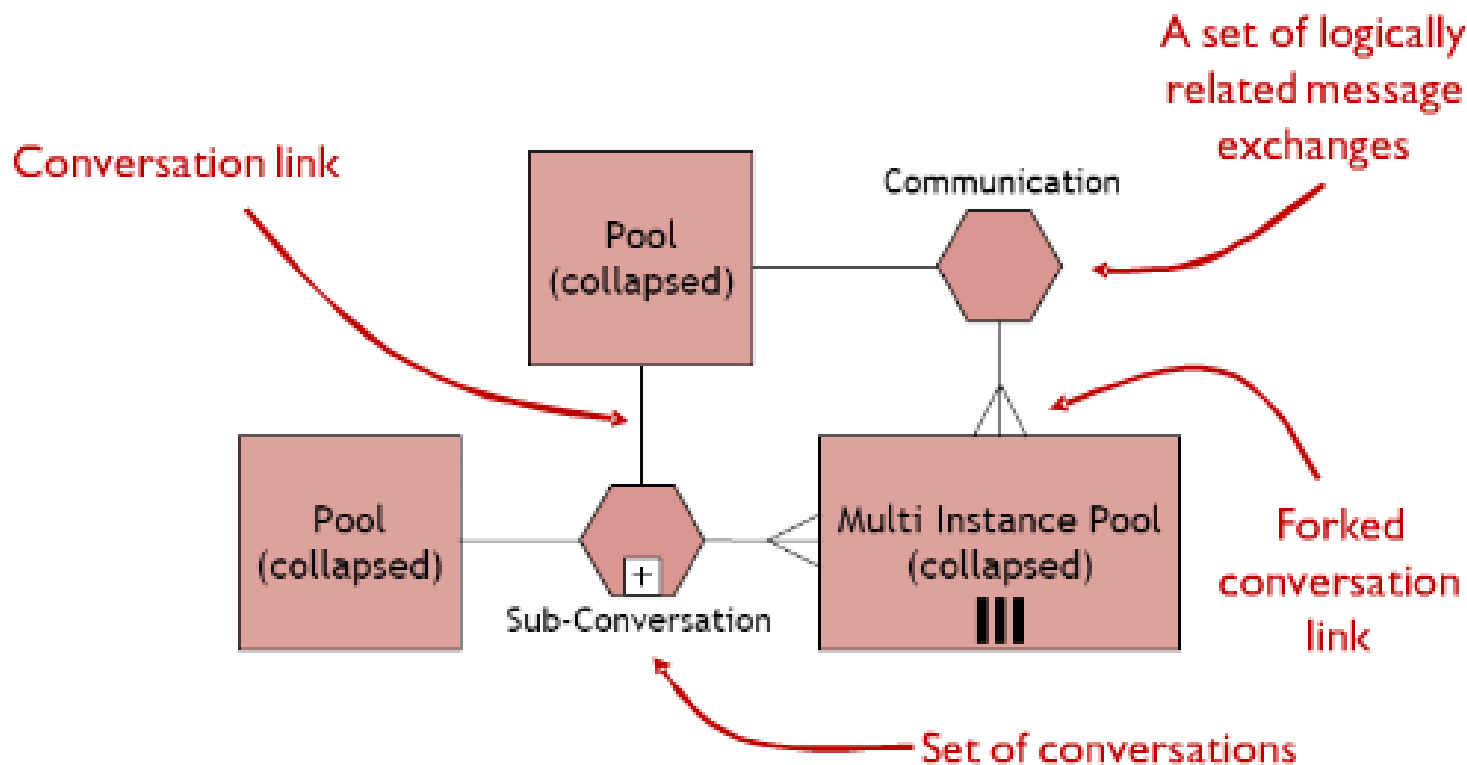 A set of logically
related message
exchanges
Conversation link
Communication
Pool
(collapsed)
Pool
(collapsed)
+
Sub-Conversation
Multi Instance Pool
(collapsed)
Forked
conversation
link
Set of conversations